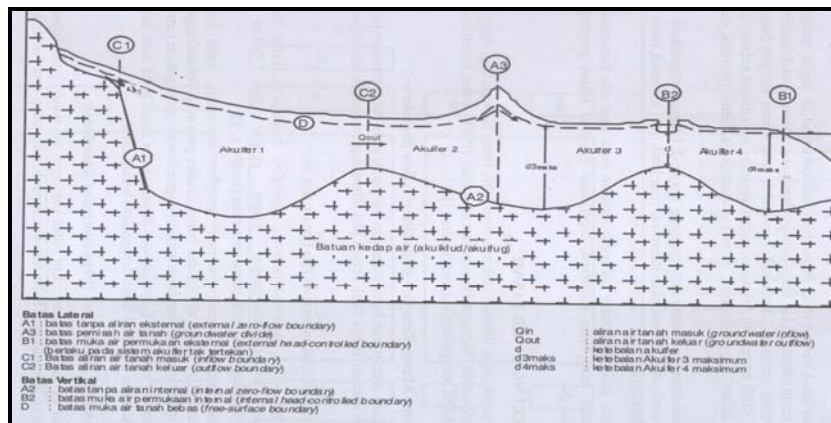 C1
A3
C2
B2
B1
D
Qout
A1
Akuifer 1
Akuifer 2
d3maks
Akuifer 3
d
Akuifer 4
d4maks
A2
Batuan kedap air (akuiklud/akuifug)
Batas Lateral
A1 : batas tanpa aliran eksternal (external zero-flow boundary)
A3 : batas pemisah air tanah (groundwater divide)
B1 : batas muka air permukaan eksternal (external head-controlled boundary)
(berlaku pada sistem akuifer tak tertekan)
C1 : Batas aliran air tanah masuk (inflow boundary)
C2 : Batas aliran air tanah keluar (outflow boundary)
Batas Vertikal
A2 : batas tanpa aliran internal (internal zero-flow boundary)
B2 : batas muka air permukaan internal (internal head-controlled boundary)
D : batas muka air tanah bebas (free-surface boundary)
Qin : aliran air tanah masuk (ground water inflow)
Qout : aliran air tanah keluar (groundwater outflow)
d : ketebalan akuifer
d3maks : ketebalan Akuifer 3 maksimum
d4maks : ketebalan Akuifer 4 maksimum